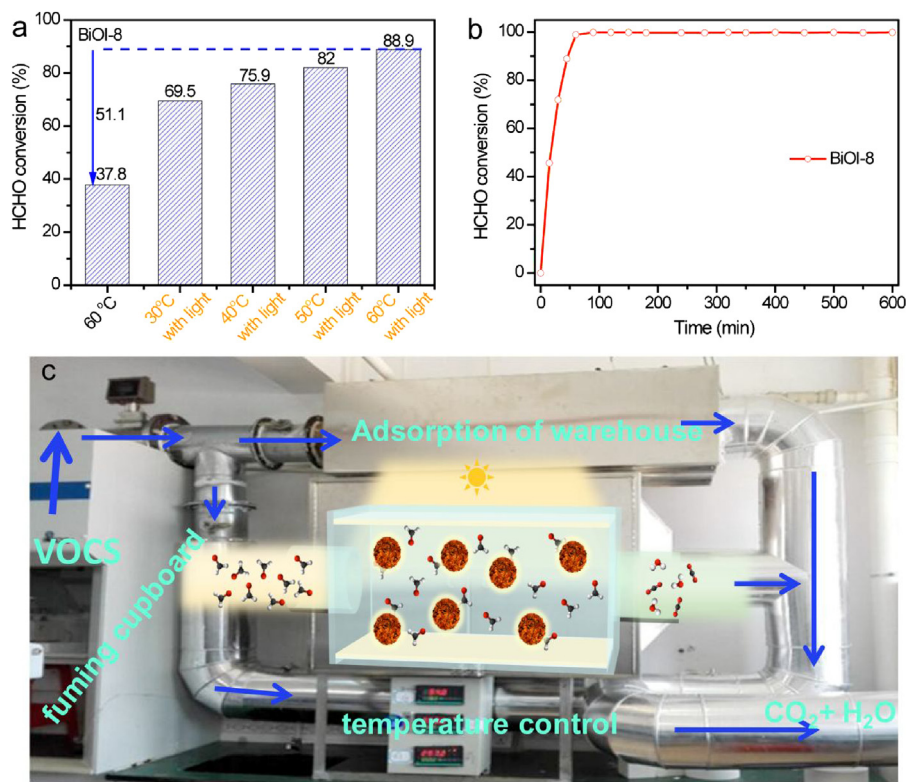 a
BiOI-8
51.1
37.8
69.5
75.9
82
88.9
100
80
60
40
20
0
HCHO conversion (%)
60 °C
30°C
with light
40°C
with light
50°C
with light
60°C
with light
b
100
80
60
40
20
0
HCHO conversion (%)
BiOI-8
0 100 200 300 400 500 600
Time (min)
c
Adsorption of warehouse
VOCS
fuming cupboard
temperature control
CO₂+ H₂O